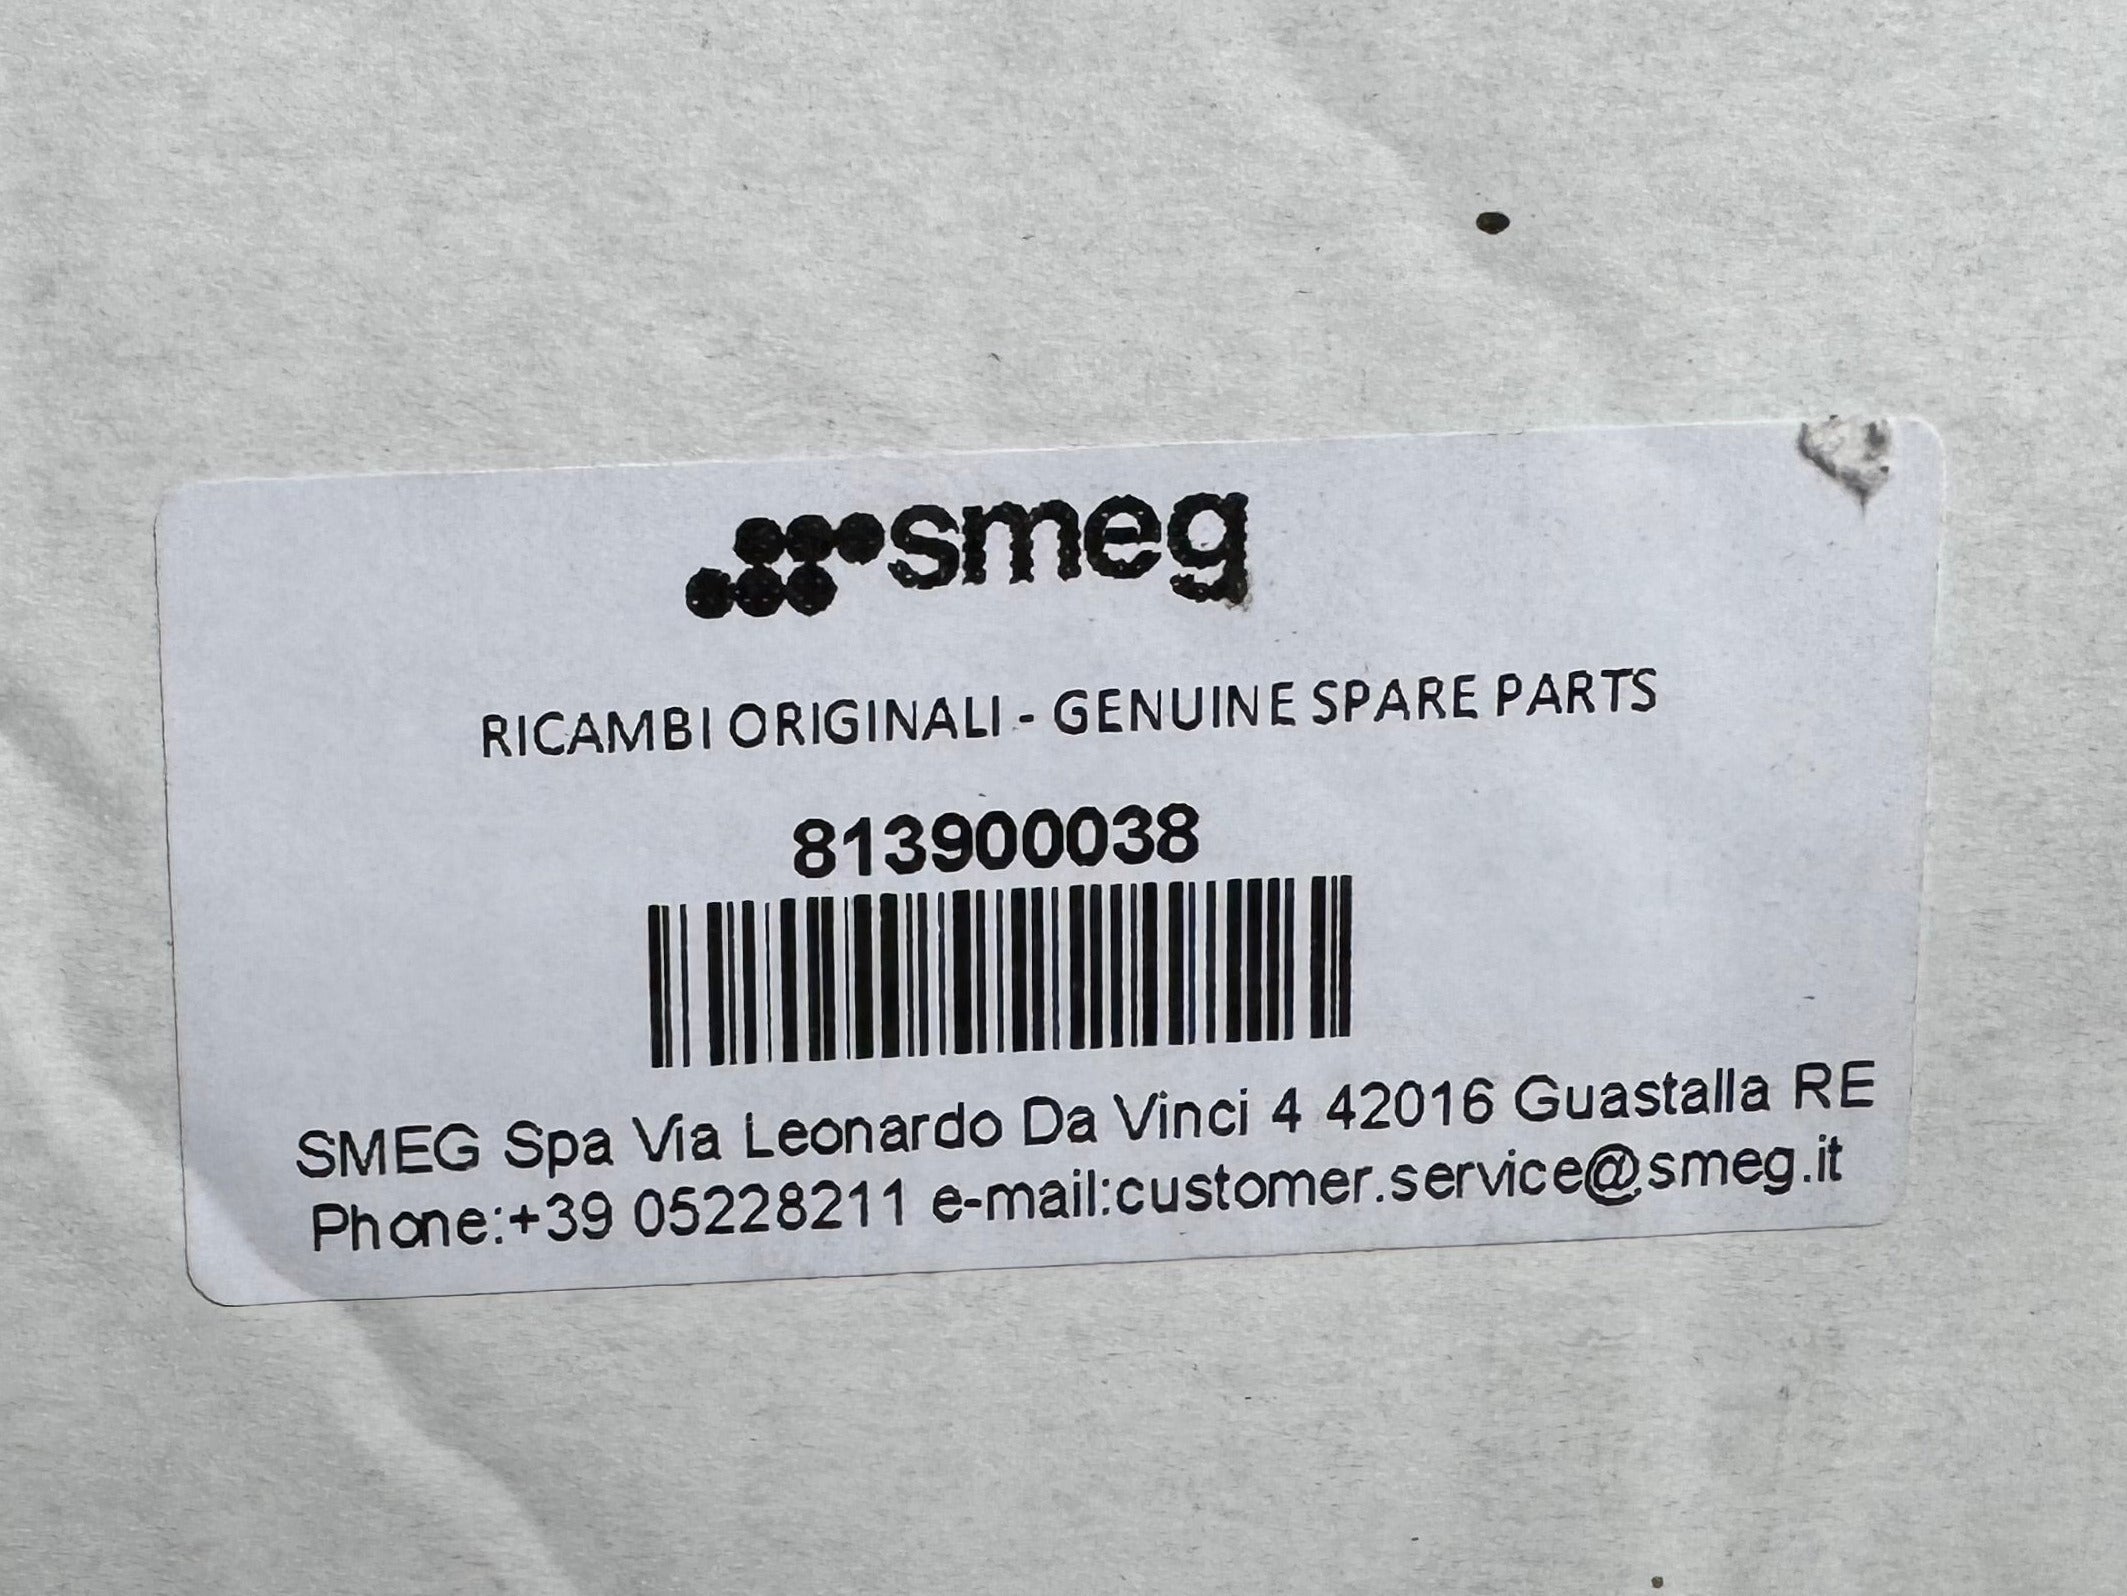 smeg
RICAMBI ORIGINALI - GENUINE SPARE PARTS
813900038
SMEG Spa Via Leonardo Da Vinci 4 42016 Guastalla RE
Phone:+39 05228211 e-mail:customer.service@smeg.it